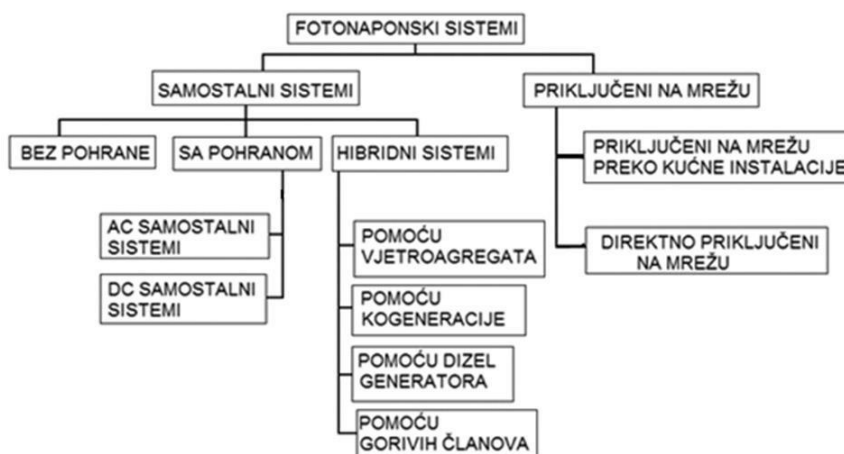 FOTONAPONSKI SISTEMI
SAMOSTALNI SISTEMI
PRIKLJUČENI NA MREŽU
BEZ POHRANE
SA POHRANOM
HIBRIDNI SISTEMI
PRIKLJUČENI NA MREŽU
PREKO KUĆNE INSTALACIJE
AC SAMOSTALNI
SISTEMI
DC SAMOSTALNI
SISTEMI
POMOĆU
VJETROAGREGATA
POMOĆU
KOGENERACIJE
POMOĆU DIZEL
GENERATORA
POMOĆU
GORIVIH ČLANOVA
DIREKTNO PRIKLJUČENI
NA MREŽU